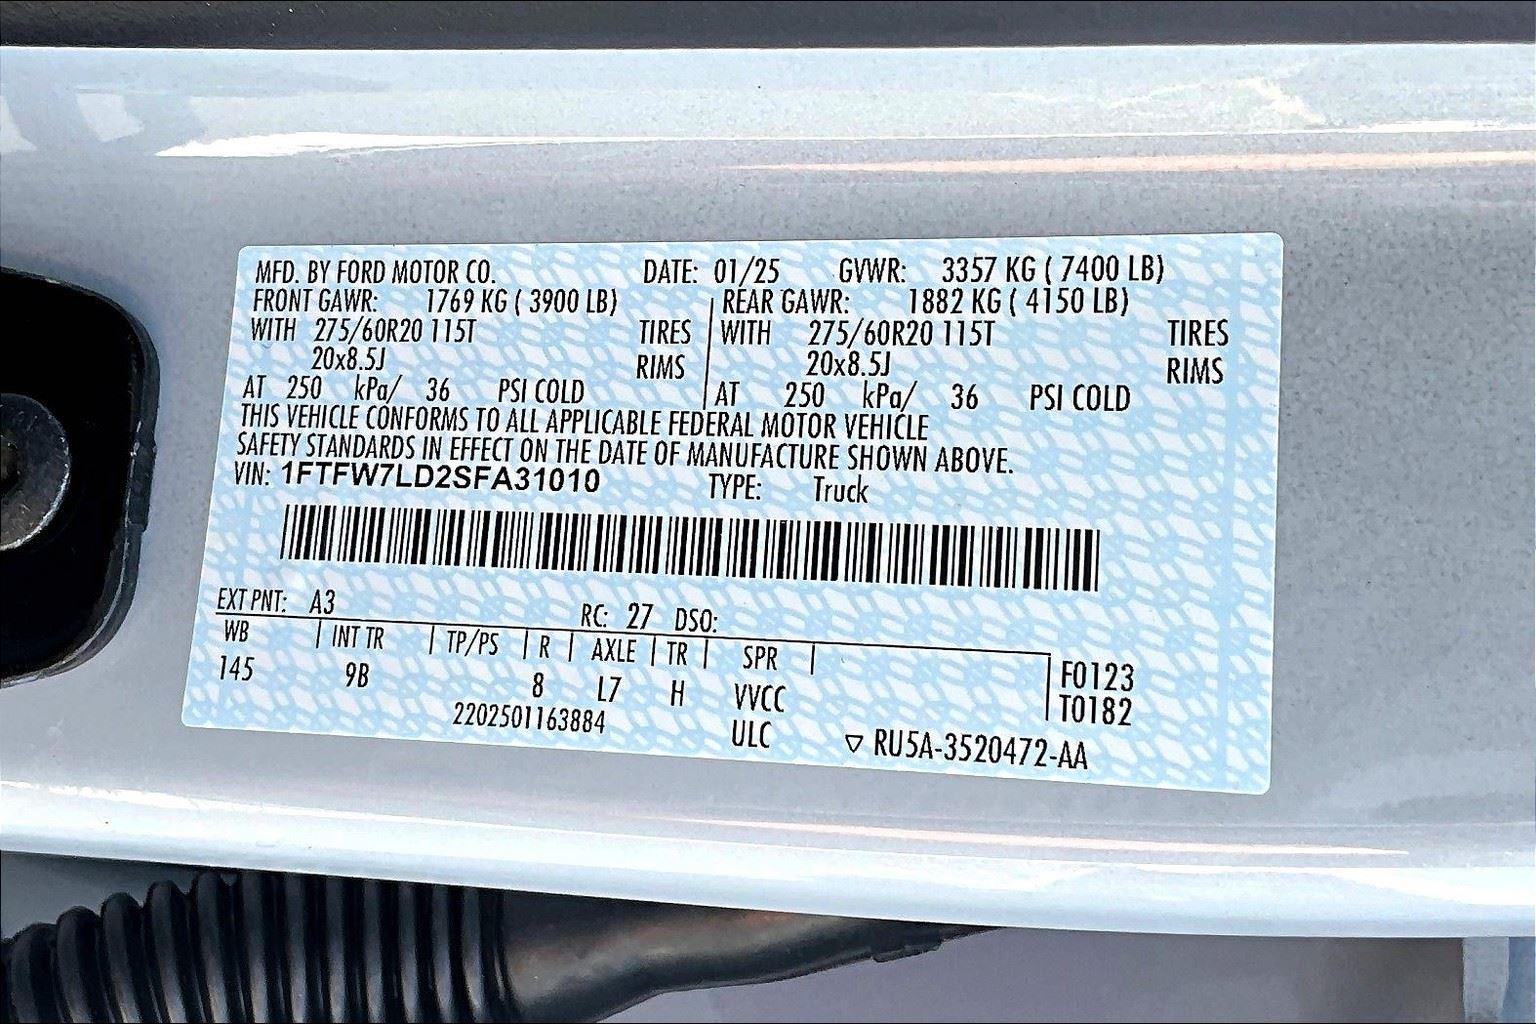 MFD. BY FORD MOTOR CO. DATE: 01/25 GVWR: 3357 KG ( 7400 LB)
FRONT GAWR: 1769 KG ( 3900 LB) REAR GAWR: 1882 KG ( 4150 LB)
WITH 275/60R20 115T TIRES WITH 275/60R20 115T TIRES
20x8.5J RIMS 20x8.5J RIMS
AT 250 kPa/ 36 PSI COLD AT 250 kPa/ 36 PSI COLD
THIS VEHICLE CONFORMS TO ALL APPLICABLE FEDERAL MOTOR VEHICLE
SAFETY STANDARDS IN EFFECT ON THE DATE OF MANUFACTURE SHOWN ABOVE.
VIN: 1FTFW7LD2SFA31010 TYPE: Truck
EXT PNT: A3 RC: 27 DSO:
WB INT TR TP/PS R AXLE TR SPR F0123
145 9B 8 L7 H VVCC T0182
2202501163884 ULC ▽ RU5A-3520472-AA